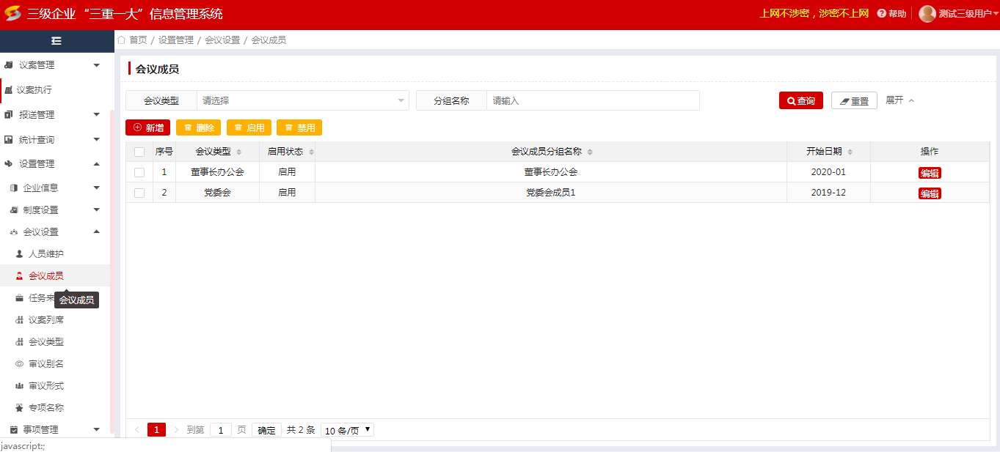 三级企业“三重一大”信息管理系统
上网不涉密，涉密不上网 帮助 测试三级用户
首页 / 设置管理 / 会议设置 / 会议成员
议案管理
议案执行
报送管理
统计查询
设置管理
企业信息
制度设置
会议设置
人员维护
会议成员
任务来
会议成员
议案列席
会议类型
审议别名
审议形式
专项名称
事项管理
会议成员
会议类型 请选择 分组名称 请输入 查询 重置 展开
新增 删除 启用 禁用
序号 会议类型 启用状态 会议成员分组名称 开始日期 操作
1 董事长办公会 启用 董事长办公会 2020-01 编辑
2 党委会 启用 党委会成员1 2019-12 编辑
1 到第 1 页 确定 共 2 条 10 条/页
javascript:;